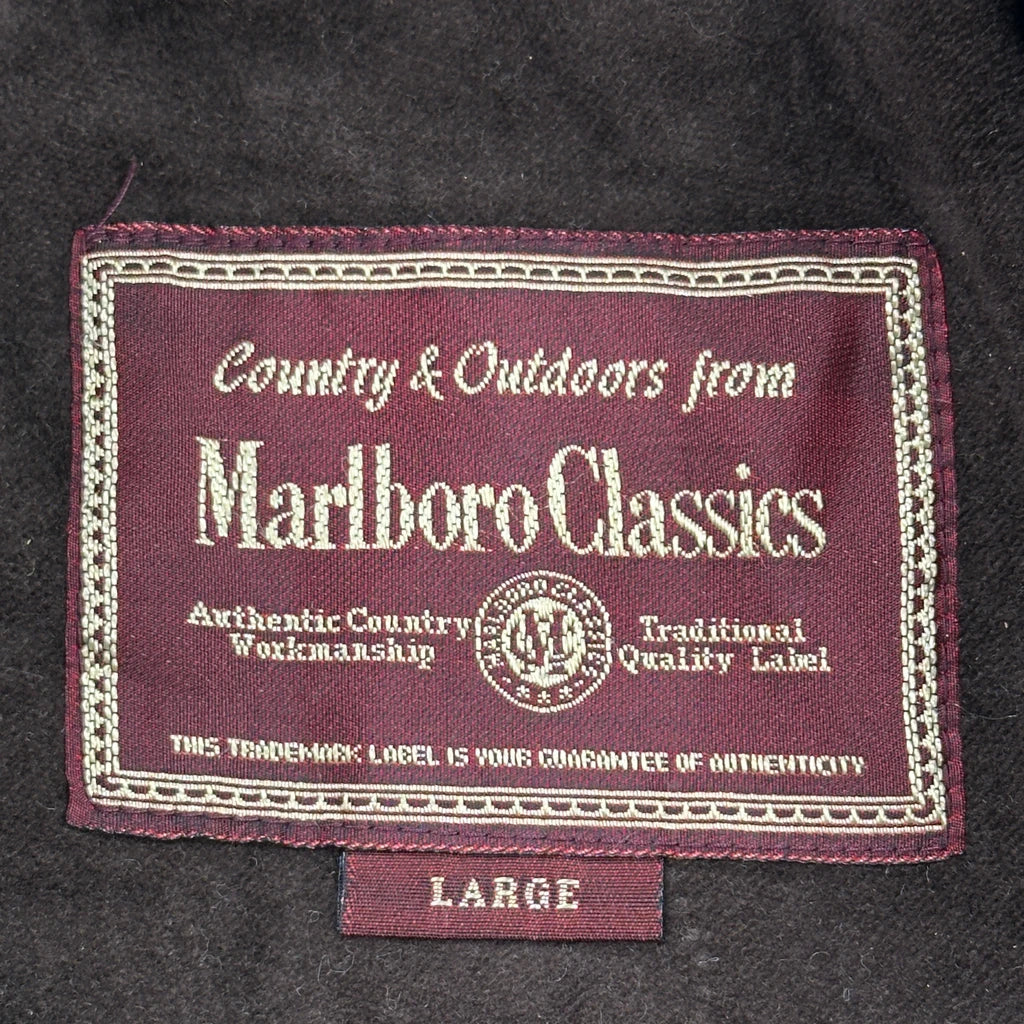 Country & Outdoors from
Marlboro Classics
Authentic Country
Workmanship
Traditional
Quality Label
THIS TRADEMARK LABEL IS YOUR GUARANTEE OF AUTHENTICITY
LARGE